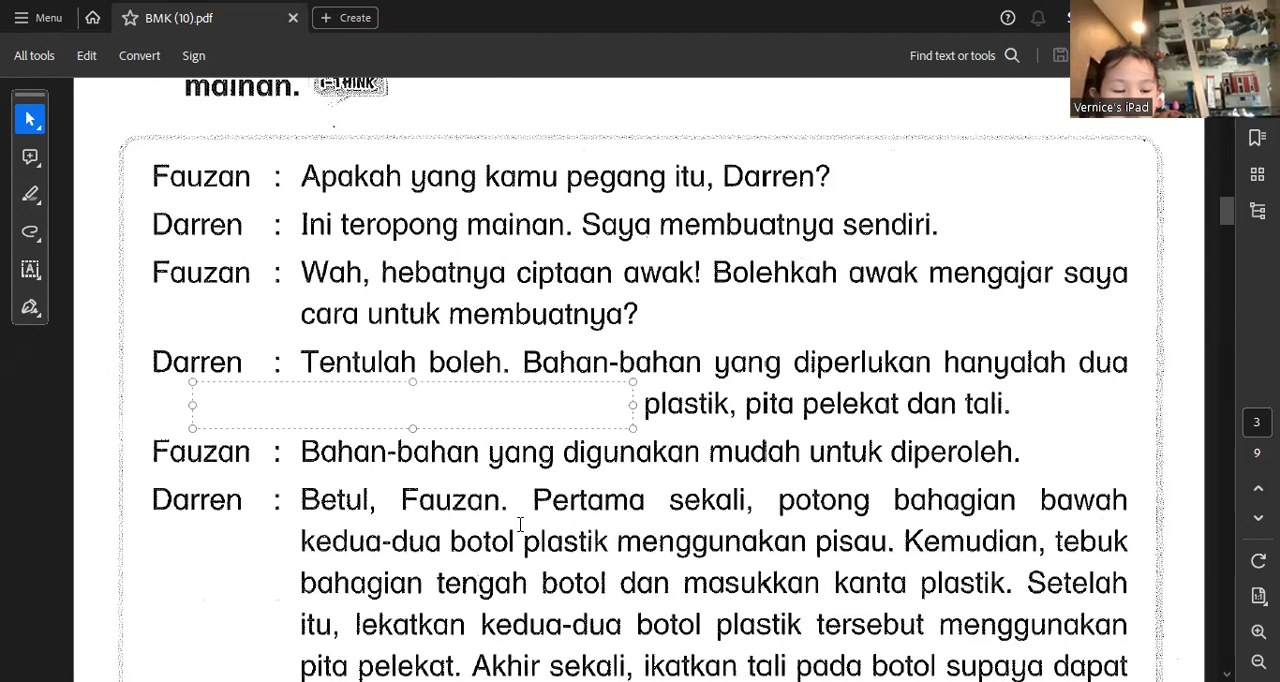 Menu
BMK (10).pdf
Create
All tools
Edit
Convert
Sign
Find text or tools
Vernice's iPad
mainan. i-THINK
Fauzan : Apakah yang kamu pegang itu, Darren?
Darren : Ini teropong mainan. Saya membuatnya sendiri.
Fauzan : Wah, hebatnya ciptaan awak! Bolehkah awak mengajar saya
cara untuk membuatnya?
Darren : Tentulah boleh. Bahan-bahan yang diperlukan hanyalah dua
plastik, pita pelekat dan tali.
Fauzan : Bahan-bahan yang digunakan mudah untuk diperoleh.
Darren : Betul, Fauzan. Pertama sekali, potong bahagian bawah
kedua-dua botol plastik menggunakan pisau. Kemudian, tebuk
bahagian tengah botol dan masukkan kanta plastik. Setelah
itu, lekatkan kedua-dua botol plastik tersebut menggunakan
pita pelekat. Akhir sekali, ikatkan tali pada botol supaya dapat
3
9
1:1